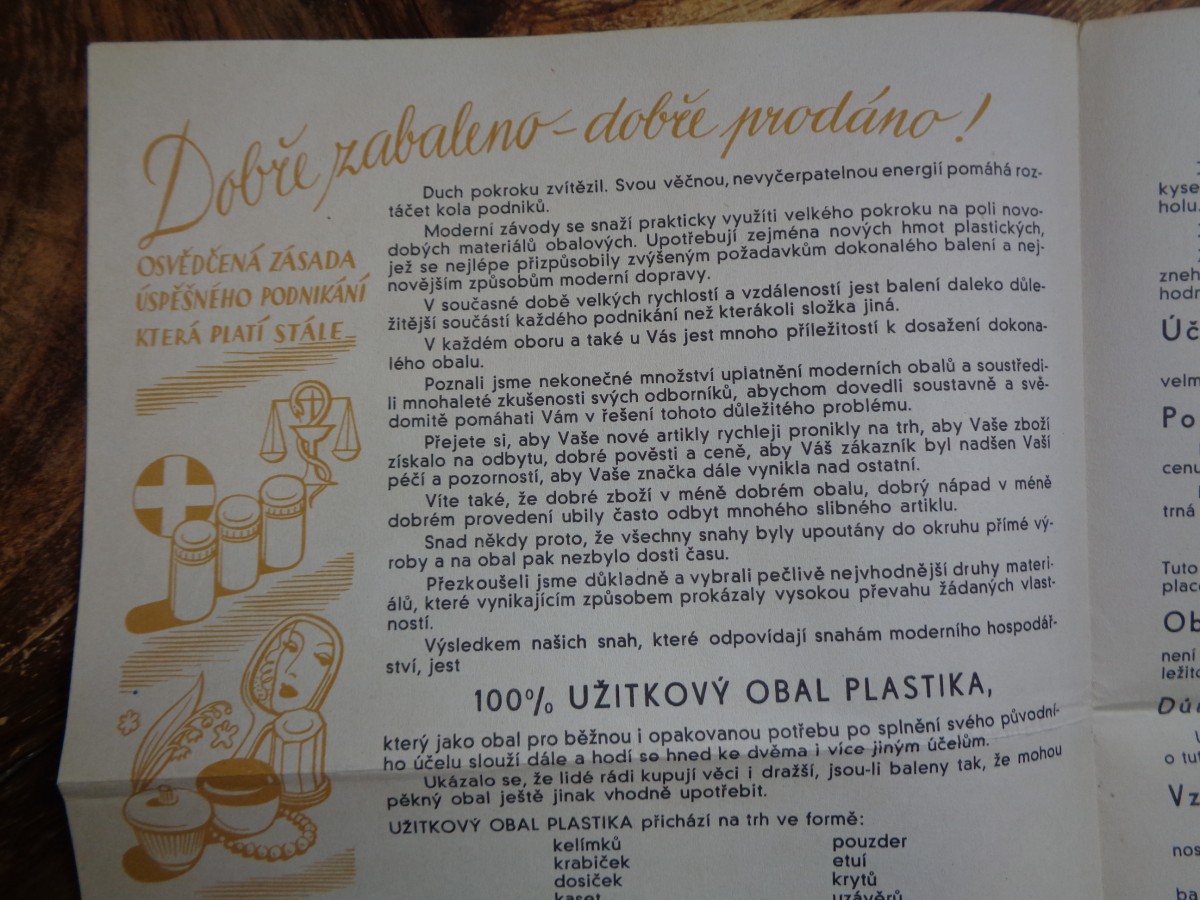 Dobře zabaleno - dobře prodáno!
OSVĚDČENÁ ZÁSADA
ÚSPĚŠNÉHO PODNIKÁNÍ
KTERÁ PLATÍ STÁLE
Duch pokroku zvítězil. Svou věčnou, nevyčerpatelnou energií pomáhá roz-
táčet kola podniků.
Moderní závody se snaží prakticky využíti velkého pokroku na poli novo-
dobých materiálů obalových. Upotřebují zejména nových hmot plastických,
jež se nejlépe přizpůsobily zvýšeným požadavkům dokonalého balení a nej-
novějším způsobům moderní dopravy.
V současné době velkých rychlostí a vzdáleností jest balení daleko důle-
žitější součástí každého podnikání než kterákoli složka jiná.
V každém oboru a také u Vás jest mnoho příležitostí k dosažení dokona-
lého obalu.
Poznali jsme nekonečné množství uplatnění moderních obalů a soustředi-
li mnohaleté zkušenosti svých odborníků, abychom dovedli soustavně a svě-
domitě pomáhati Vám v řešení tohoto důležitého problému.
Přejete si, aby Vaše nové artikly rychleji pronikly na trh, aby Vaše zboží
získalo na odbytu, dobré pověsti a ceně, aby Váš zákazník byl nadšen Vaší
péčí a pozorností, aby Vaše značka dále vynikla nad ostatní.
Víte také, že dobré zboží v méně dobrém obalu, dobrý nápad v méně
dobrém provedení ubily často odbyt mnohého slibného artiklu.
Snad někdy proto, že všechny snahy byly upoutány do okruhu přímé vý-
roby a na obal pak nezbylo dosti času.
Přezkoušeli jsme důkladně a vybrali pečlivě nejvhodnější druhy materi-
álů, které vynikajícím způsobem prokázaly vysokou převahu žádaných vlast-
ností.
Výsledkem našich snah, které odpovídají snahám moderního hospodář-
ství, jest
100% UŽITKOVÝ OBAL PLASTIKA,
který jako obal pro běžnou i opakovanou potřebu po splnění svého původní-
ho účelu slouží dále a hodí se hned ke dvěma i více jiným účelům.
Ukázalo se, že lidé rádi kupují věci i dražší, jsou-li baleny tak, že mohou
pěkný obal ještě jinak vhodně upotřebit.
UŽITKOVÝ OBAL PLASTIKA přichází na trh ve formě:
kelímků
krabiček
dosiček
kaset
pouzder
etuí
krytů
uzávěrů
kyse
holu.
zneh
hodn
Úč
velm
Po
cenu
trná
Tuto
place
Ob
není
ležito
Důr
o tut
Vz
nos
ba